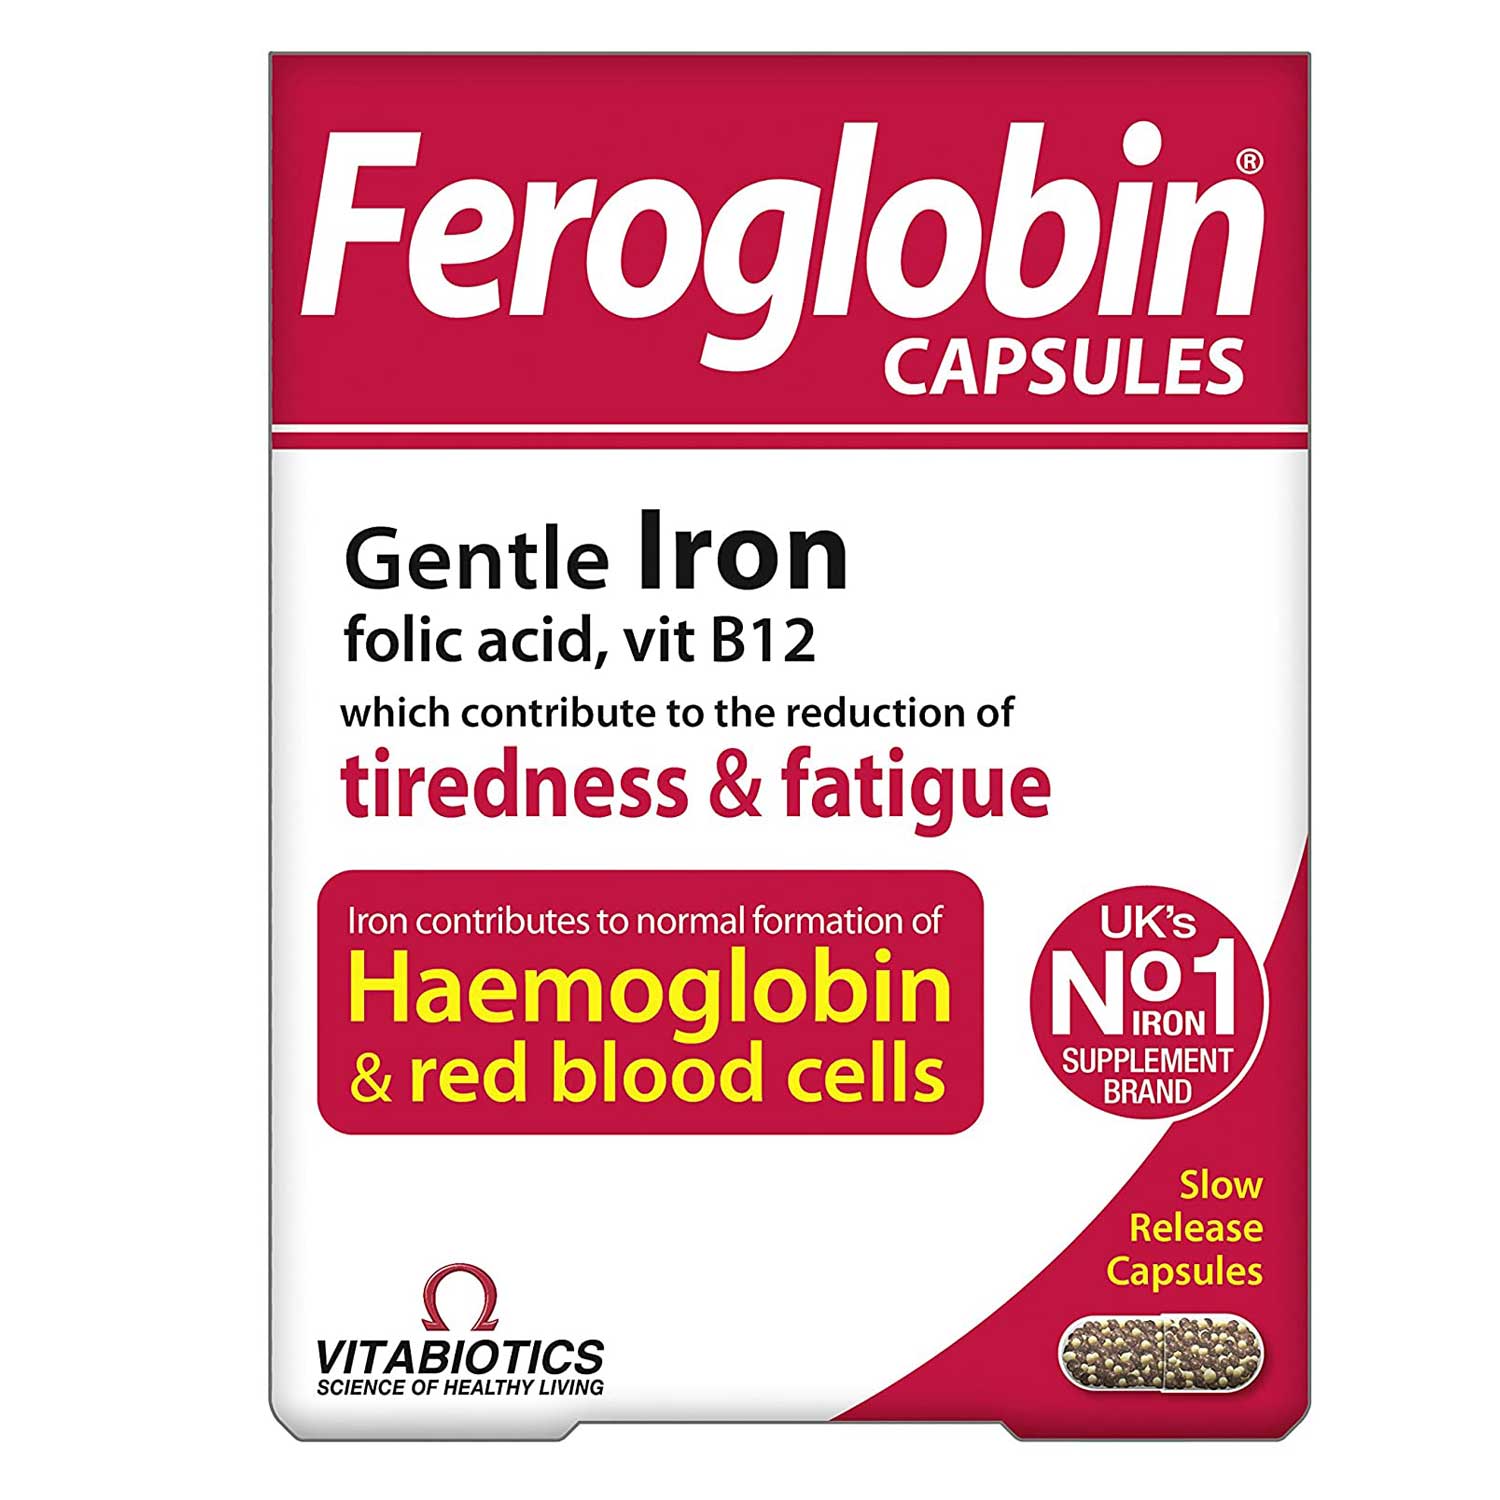 Feroglobin®
CAPSULES
Gentle Iron
folic acid, vit B12
which contribute to the reduction of
tiredness & fatigue
Iron contributes to normal formation of
Haemoglobin
& red blood cells
UK's
No1
IRON
SUPPLEMENT
BRAND
Slow
Release
Capsules
VITABIOTICS
SCIENCE OF HEALTHY LIVING